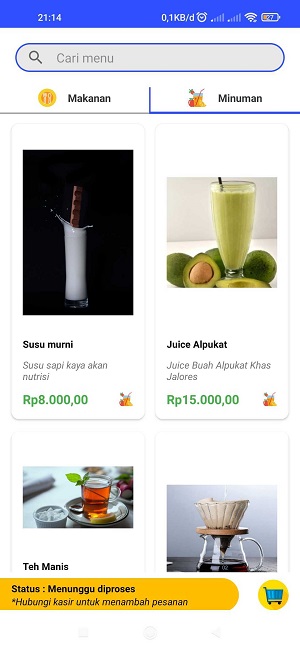 21:14
0,1KB/d
82
Cari menu
Makanan
Minuman
Susu murni
Susu sapi kaya akan
nutrisi
Rp8.000,00
Juice Alpukat
Juice Buah Alpukat Khas
Jalores
Rp15.000,00
Teh Manis
Status : Menunggu diproses
*Hubungi kasir untuk menambah pesanan